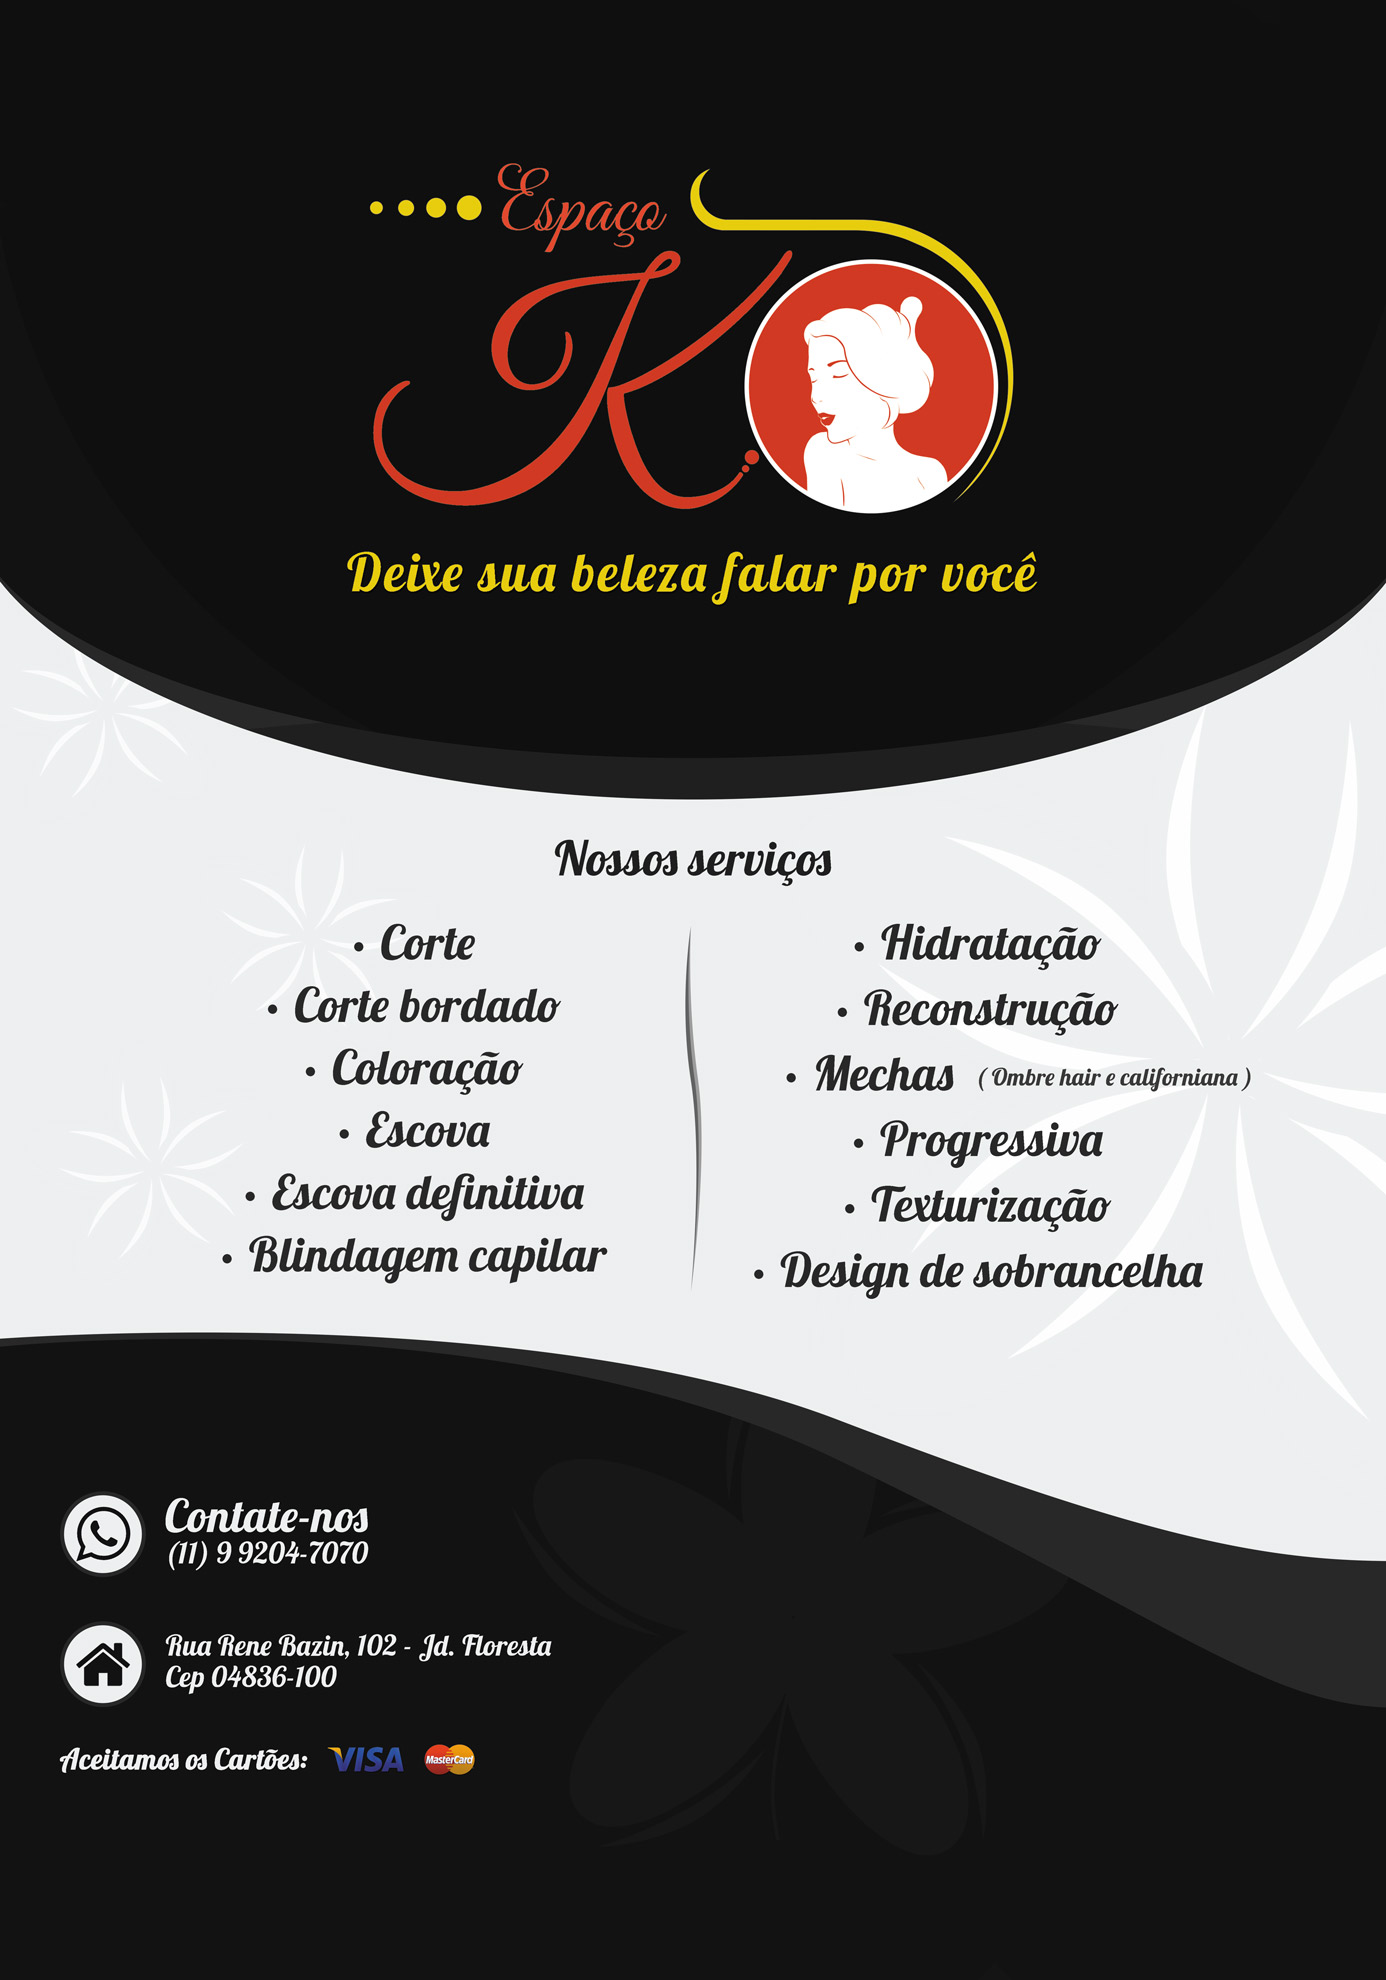 Espaço
K
Deixe sua beleza falar por você
Nossos serviços
• Corte
• Corte bordado
• Coloração
• Escova
• Escova definitiva
• Blindagem capilar
• Hidratação
• Reconstrução
• Mechas ( Ombre hair e californiana )
• Progressiva
• Texturização
• Design de sobrancelha
Contate-nos
(11) 9 9204-7070
Rua Rene Bazin, 102 - Jd. Floresta
Cep 04836-100
Aceitamos os Cartões: VISA MasterCard